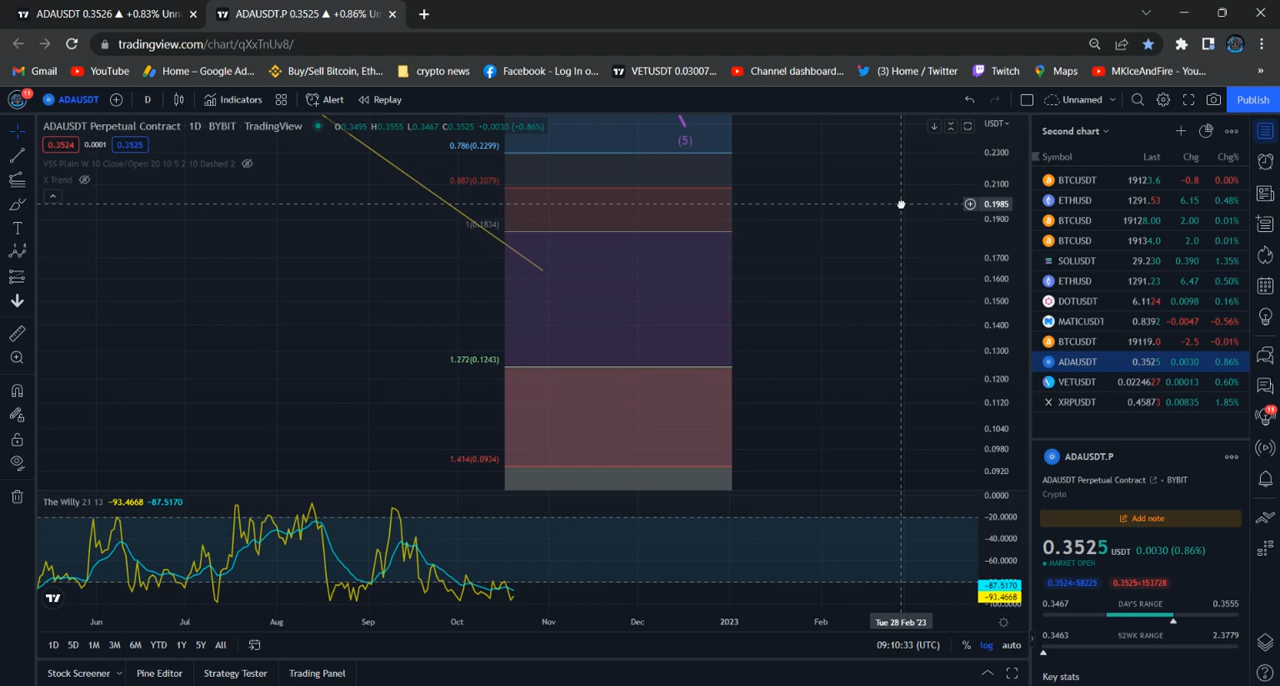 ADAUSDT 0.3526 ▲ +0.83% Unn
ADAUSDT.P 0.3525 ▲ +0.86% Un
tradingview.com/chart/qXxTnUv8/
Gmail YouTube Home – Google Ad... Buy/Sell Bitcoin, Eth... crypto news Facebook - Log In o... VETUSDT 0.03007... Channel dashboard... (3) Home / Twitter Twitch Maps MKIceAndFire - You... »
11 ADAUSDT D Indicators Alert Replay Unnamed Publish
ADAUSDT Perpetual Contract · 1D · BYBIT · TradingView O0.3495 H0.3555 L0.3467 C0.3525 +0.0030 (+0.86%)
0.3524 0.0001 0.3525
VSS Plain W 10 Close/Open 20 10 5 2 10 Dashed 2
X Trend
0.786(0.2299)
0.887(0.2079)
1(0.1834)
1.272(0.1243)
1.414(0.0934)
(5)
USDT
0.2300
0.2100
0.1985
0.1900
0.1700
0.1600
0.1500
0.1400
0.1300
0.1200
0.1120
0.1040
0.0980
0.0920
The Willy 21 13 −93.4668 −87.5170
0.0000
−20.0000
−40.0000
−60.0000
−87.5170
−93.4668
−100.0000
Jun Jul Aug Sep Oct Nov Dec 2023 Feb Tue 28 Feb '23
1D 5D 1M 3M 6M YTD 1Y 5Y All 09:10:33 (UTC) % log auto
Stock Screener Pine Editor Strategy Tester Trading Panel
Second chart
Symbol Last Chg Chg%
BTCUSDT 19123.6 -0.8 0.00%
ETHUSD 1291.53 6.15 0.48%
BTCUSD 19128.00 2.00 0.01%
BTCUSD 19134.0 2.0 0.01%
SOLUSDT 29.230 0.390 1.35%
ETHUSD 1291.23 6.47 0.50%
DOTUSDT 6.1124 0.0098 0.16%
MATICUSDT 0.8392 -0.0047 -0.56%
BTCUSDT 19119.0 -2.5 -0.01%
ADAUSDT 0.3525 0.0030 0.86%
VETUSDT 0.0224627 0.00013 0.60%
XRPUSDT 0.45873 0.00835 1.85%
ADAUSDT.P
ADAUSDT Perpetual Contract • BYBIT
Crypto
Add note
0.3525 USDT 0.0030 (0.86%)
MARKET OPEN
0.3524×58225 0.3525×153728
0.3467 DAY'S RANGE 0.3555
0.3463 52WK RANGE 2.3779
Key stats
11